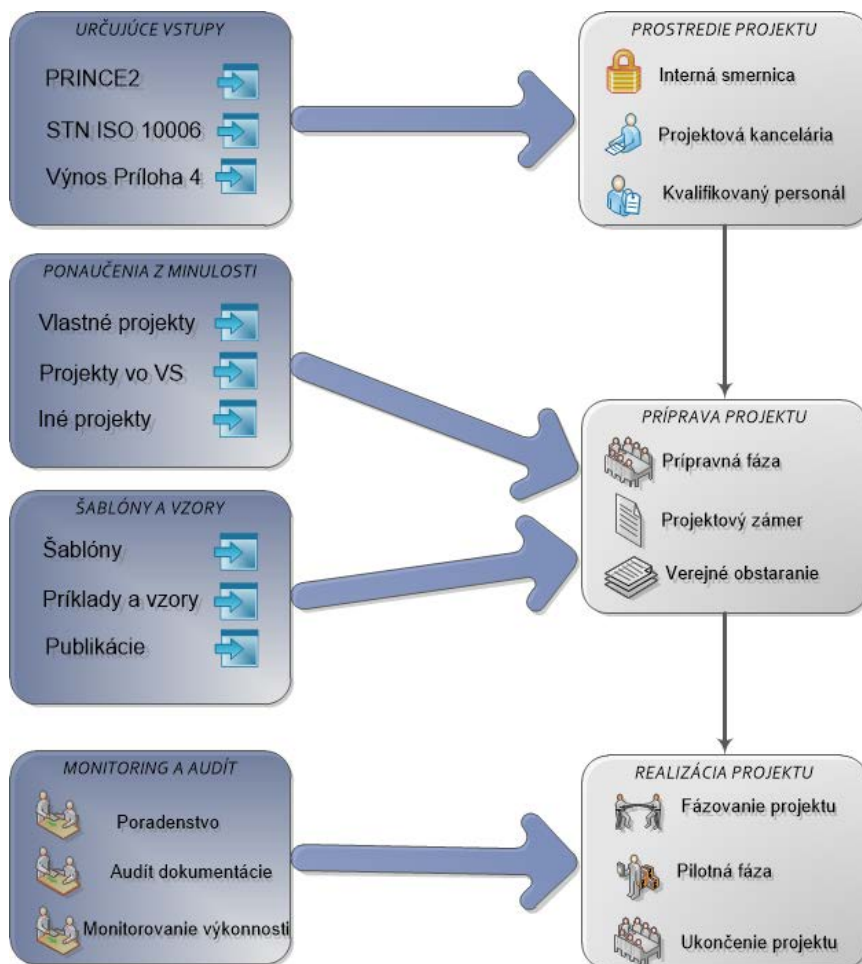 URČUJÚCE VSTUPY
PRINCE2
STN ISO 10006
Výnos Príloha 4
PROSTREDIE PROJEKTU
Interná smernica
Projektová kancelária
Kvalifikovaný personál
PONAUČENIA Z MINULOSTI
Vlastné projekty
Projekty vo VS
Iné projekty
PRÍPRAVA PROJEKTU
Prípravná fáza
Projektový zámer
Verejné obstaranie
ŠABLÓNY A VZORY
Šablóny
Príklady a vzory
Publikácie
MONITORING A AUDÍT
Poradenstvo
Audít dokumentácie
Monitorovanie výkonnosti
REALIZÁCIA PROJEKTU
Fázovanie projektu
Pilotná fáza
Ukončenie projektu